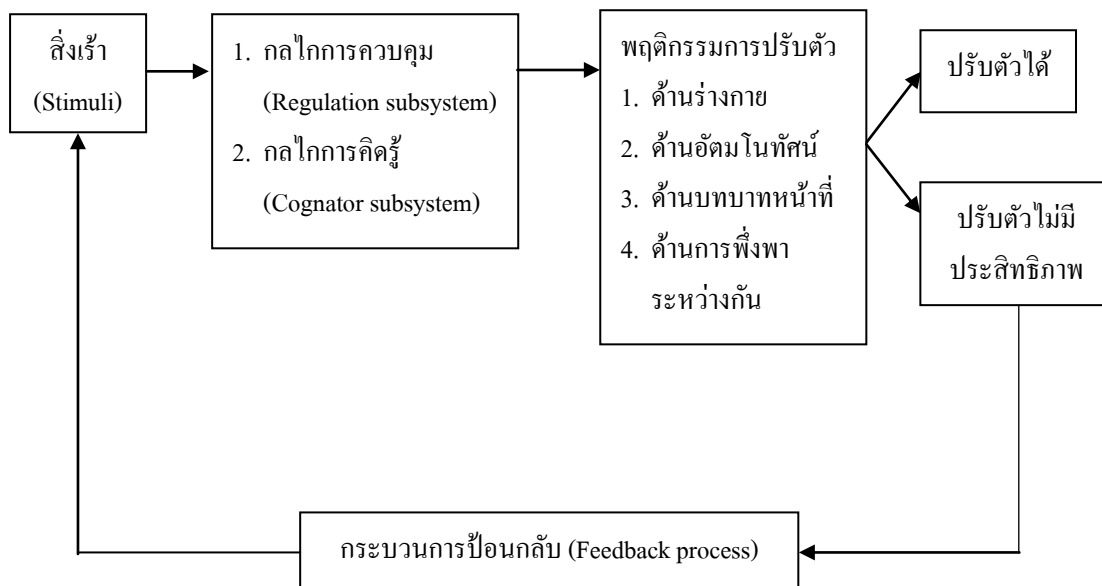 สิ่งเร้า
(Stimuli)
1. กลไกการควบคุม
(Regulation subsystem)
2. กลไกการคิดรู้
(Cognator subsystem)
พฤติกรรมการปรับตัว
1. ด้านร่างกาย
2. ด้านอัตมโนทัศน์
3. ด้านบทบาทหน้าที่
4. ด้านการพึ่งพา
ระหว่างกัน
ปรับตัวได้
ปรับตัวไม่มี
ประสิทธิภาพ
กระบวนการป้อนกลับ (Feedback process)